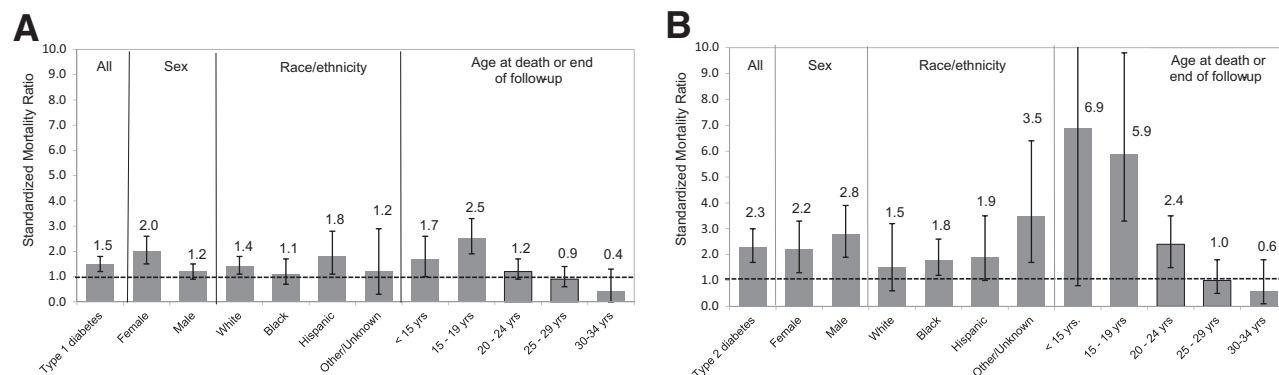 A
Standardized Mortality Ratio
10.0
9.0
8.0
7.0
6.0
5.0
4.0
3.0
2.0
1.0
0.0
All
Sex
Race/ethnicity
Age at death or end
of followup
1.5
2.0
1.2
1.4
1.1
1.8
1.2
1.7
2.5
1.2
0.9
0.4
Type 1 diabetes
Female
Male
White
Black
Hispanic
Other/Unknown
< 15 yrs
15 - 19 yrs
20 - 24 yrs
25 - 29 yrs
30-34 yrs
B
Standardized Mortality Ratio
10.0
9.0
8.0
7.0
6.0
5.0
4.0
3.0
2.0
1.0
0.0
All
Sex
Race/ethnicity
Age at death or
end of followup
2.3
2.2
2.8
1.5
1.8
1.9
3.5
6.9
5.9
2.4
1.0
0.6
Type 2 diabetes
Female
Male
White
Black
Hispanic
Other/Unknown
< 15 yrs.
15 - 19 yrs
20 - 24 yrs
25 - 29 yrs
30-34 yrs